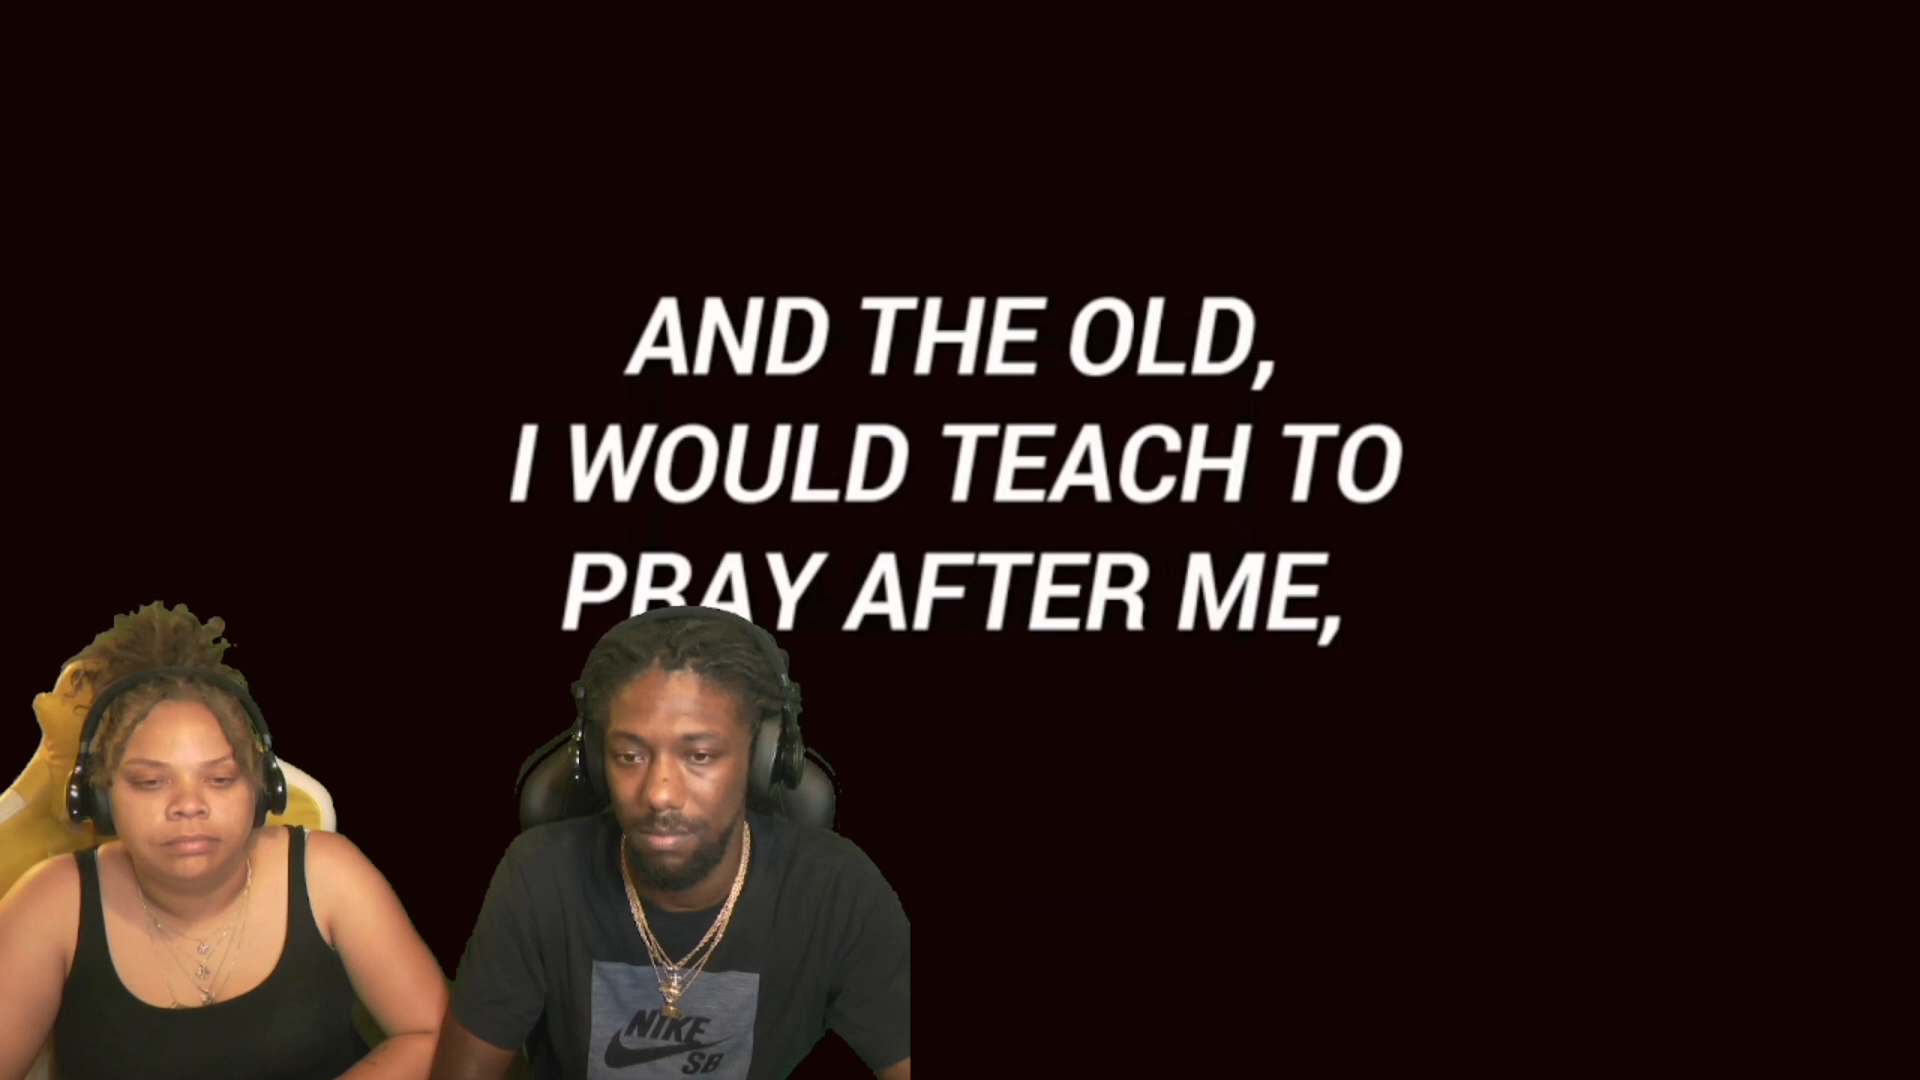 AND THE OLD,
I WOULD TEACH TO
PRAY AFTER ME,
NIKE
SB